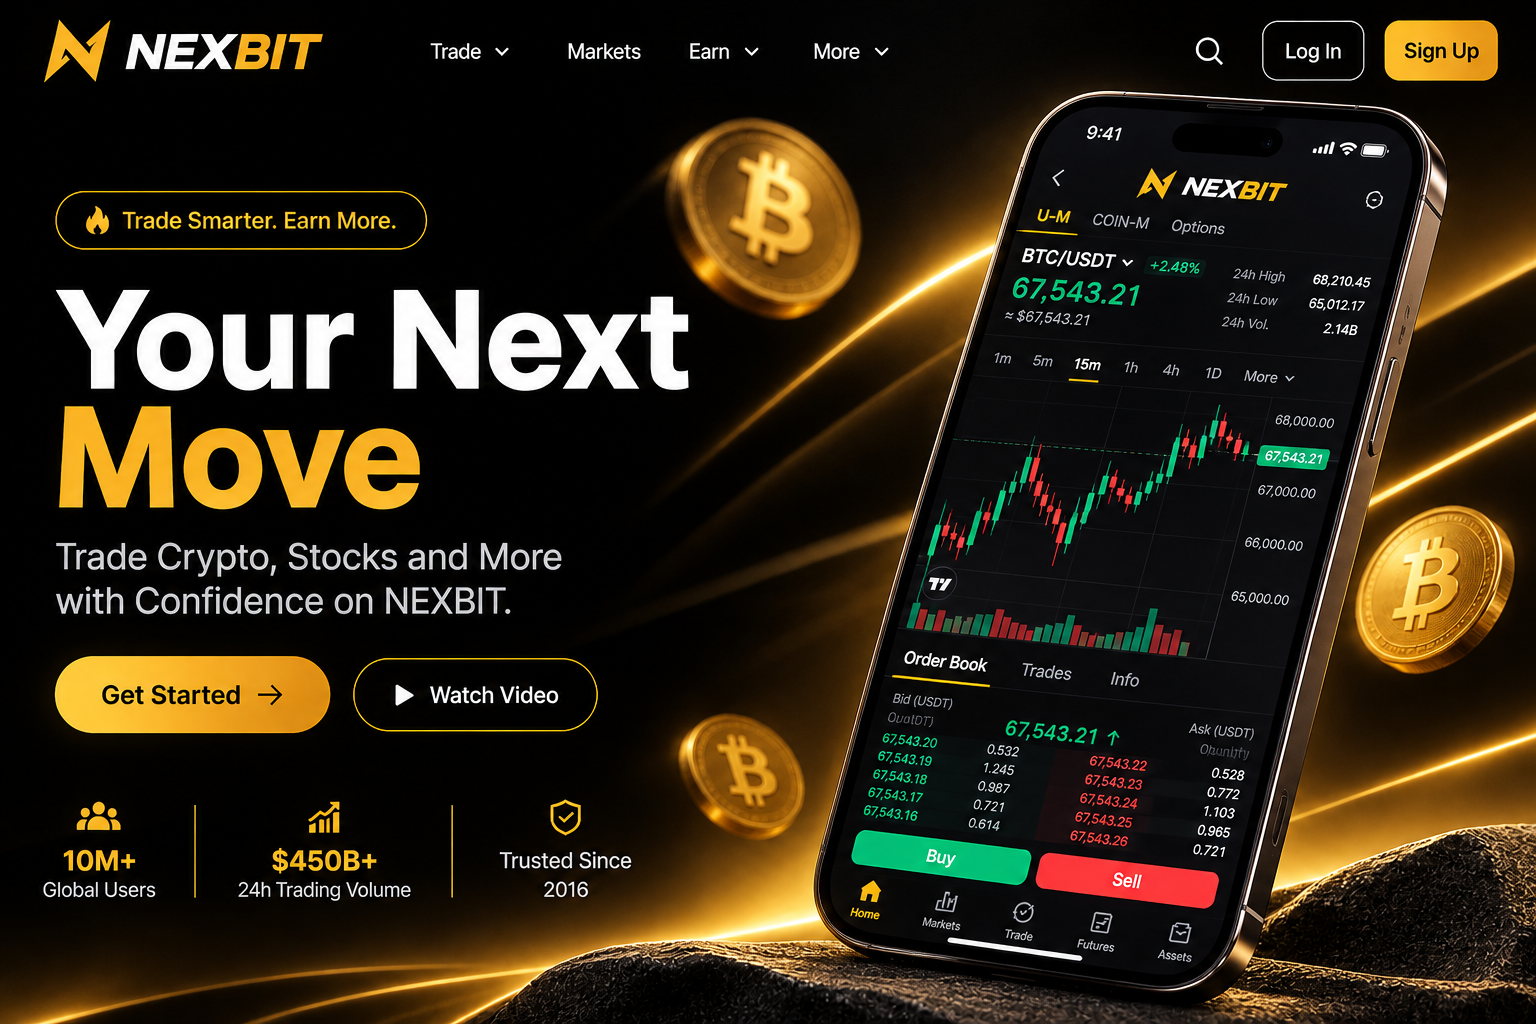 NEXBIT
Trade
Markets
Earn
More
Log In
Sign Up
Trade Smarter. Earn More.
Your Next
Move
Trade Crypto, Stocks and More
with Confidence on NEXBIT.
Get Started
Watch Video
10M+
Global Users
$450B+
24h Trading Volume
Trusted Since
2016
9:41
NEXBIT
U-M COIN-M Options
BTC/USDT +2.48%
67,543.21
≈ $67,543.21
24h High 68,210.45
24h Low 65,012.17
24h Vol. 2.14B
1m 5m 15m 1h 4h 1D More
68,000.00
67,543.21
67,000.00
66,000.00
65,000.00
Order Book Trades Info
Bid (USDT)
67,543.21 ↑
Ask (USDT)
67,543.20 0.532 67,543.22 0.528
67,543.19 1.245 67,543.23 0.772
67,543.18 0.987 67,543.24 1.103
67,543.17 0.721 67,543.25 0.965
67,543.16 0.614 67,543.26 0.721
Buy
Sell
Home
Markets
Trade
Futures
Assets